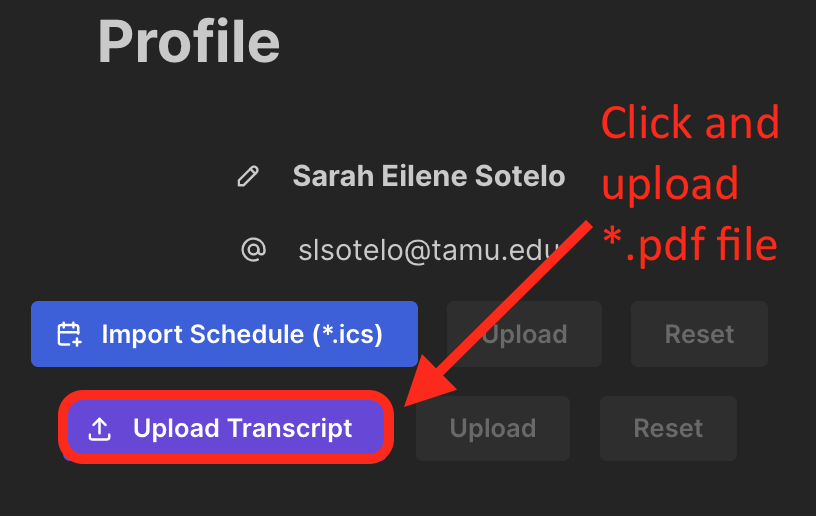 Profile
Click and
upload
*.pdf file
Sarah Eilene Sotelo
slsotelo@tamu.edu
Import Schedule (*.ics)
Upload
Reset
Upload Transcript
Upload
Reset